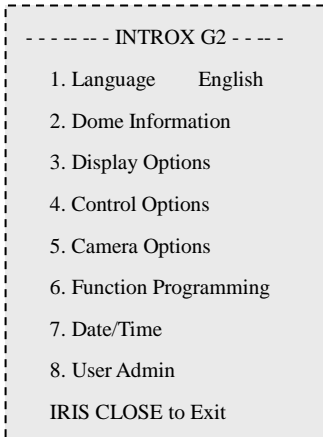 - - - -- -- - INTROX G2 - - -- -
1. Language English
2. Dome Information
3. Display Options
4. Control Options
5. Camera Options
6. Function Programming
7. Date/Time
8. User Admin
IRIS CLOSE to Exit